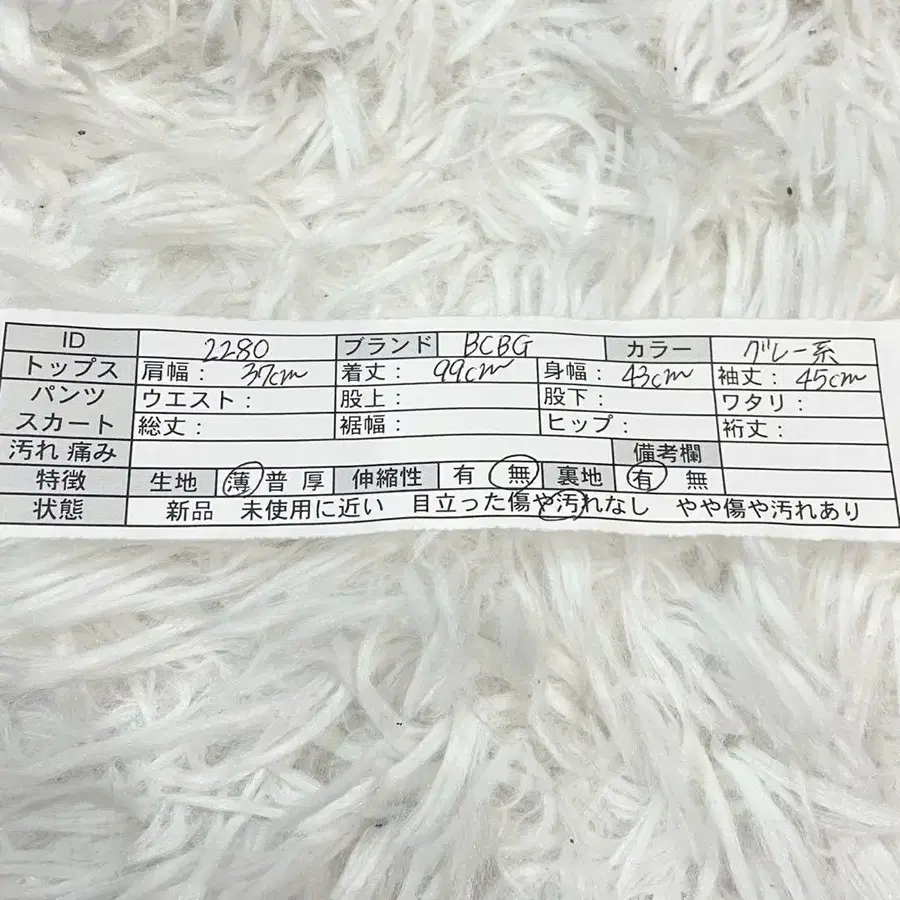 ID 2280 ブランド BCBG カラー グレー系
トップス 肩幅： 37cm 着丈： 99cm 身幅： 43cm 袖丈： 45cm
パンツ ウエスト： 股上： 股下： ワタリ：
スカート 総丈： 裾幅： ヒップ： 裄丈：
汚れ 痛み 備考欄
特徴 生地 薄 普 厚 伸縮性 有 無 裏地 有 無
状態 新品 未使用に近い 目立った傷や汚れなし やや傷や汚れあり